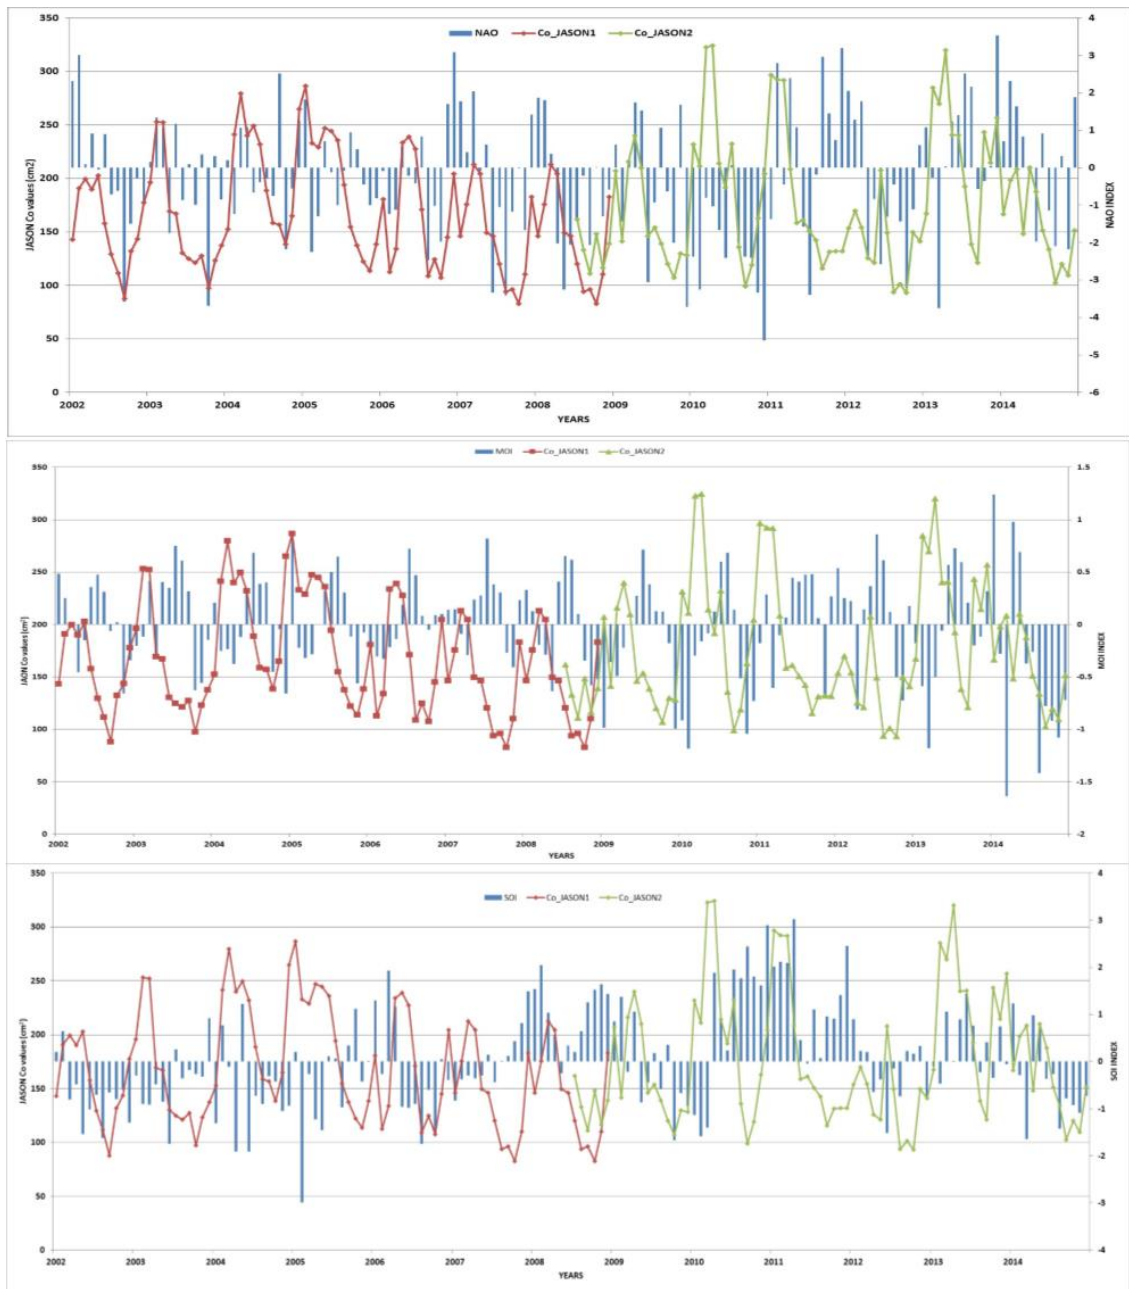 NAO Co_JASON1 Co_JASON2
350 300 250 200 150 100 50 0
JASON Co values (cm2)
4 3 2 1 0 -1 -2 -3 -4 -5 -6
NAO INDEX
2002 2003 2004 2005 2006 2007 2008 2009 2010 2011 2012 2013 2014
YEARS
MOI Co_JASON1 Co_JASON2
350 300 250 200 150 100 50 0
JAON Co values (cm²)
1.5 1 0.5 0 -0.5 -1 -1.5 -2
MOI INDEX
2002 2003 2004 2005 2006 2007 2008 2009 2010 2011 2012 2013 2014
YEARS
SOI Co_JASON1 Co_JASON2
350 300 250 200 150 100 50 0
JASON Co values (cm²)
4 3 2 1 0 -1 -2 -3 -4
SOI INDEX
2002 2003 2004 2005 2006 2007 2008 2009 2010 2011 2012 2013 2014
YEARS